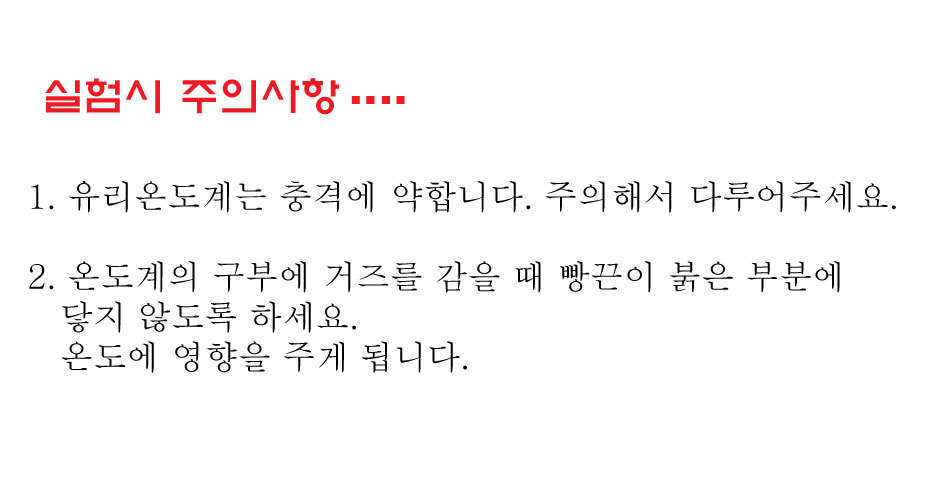 실험시 주의사항 ....
1. 유리온도계는 충격에 약합니다. 주의해서 다루어주세요.
2. 온도계의 구부에 거즈를 감을 때 빵끈이 붉은 부분에
닿지 않도록 하세요.
온도에 영향을 주게 됩니다.